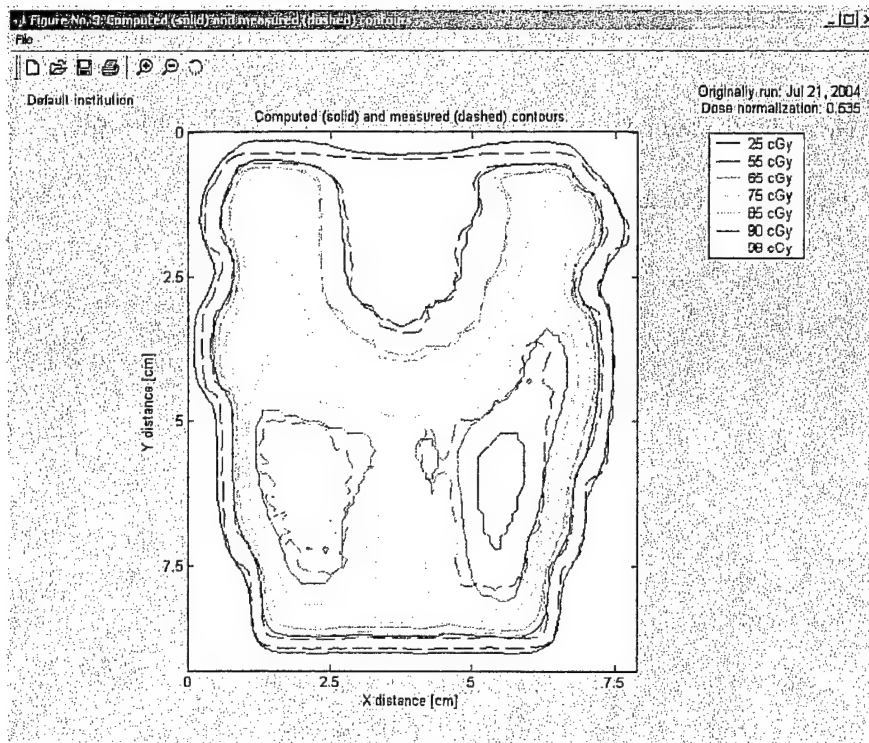 Figure No. 9: Computed (solid) and measured (dashed) contours
File
Default institution
Originally run: Jul 21, 2004
Dose normalization: 0.535
Computed (solid) and measured (dashed) contours
25 cGy
55 cGy
65 cGy
75 cGy
85 cGy
90 cGy
98 cGy
0
2.5
5
7.5
Y distance [cm]
0
2.5
5
7.5
X distance [cm]